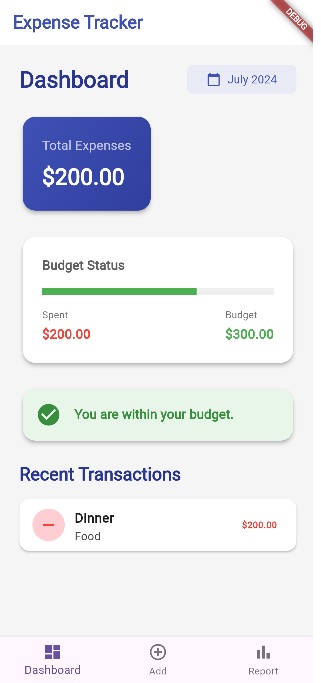 Expense Tracker
DEBUG
Dashboard
July 2024
Total Expenses
$200.00
Budget Status
Spent Budget
$200.00 $300.00
You are within your budget.
Recent Transactions
Dinner
$200.00
Food
Dashboard Add Report